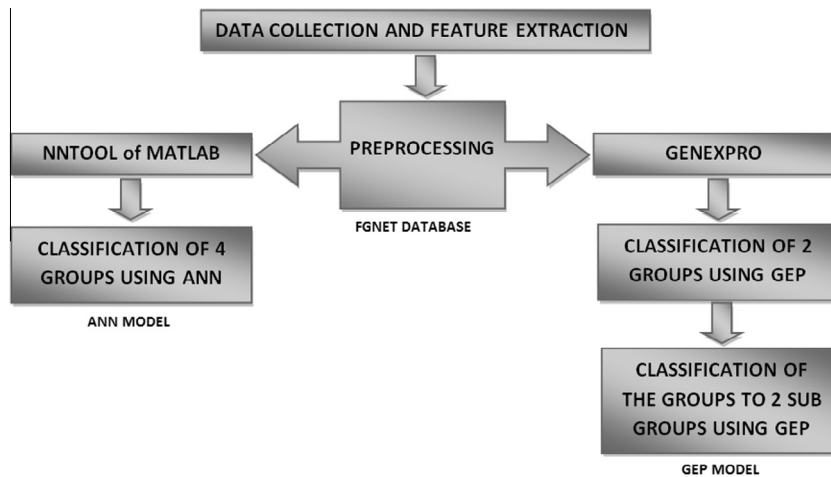 DATA COLLECTION AND FEATURE EXTRACTION
PREPROCESSING
FGNET DATABASE
NNTOOL of MATLAB
CLASSIFICATION OF 4
GROUPS USING ANN
ANN MODEL
GENEXPRO
CLASSIFICATION OF 2
GROUPS USING GEP
CLASSIFICATION OF
THE GROUPS TO 2 SUB
GROUPS USING GEP
GEP MODEL